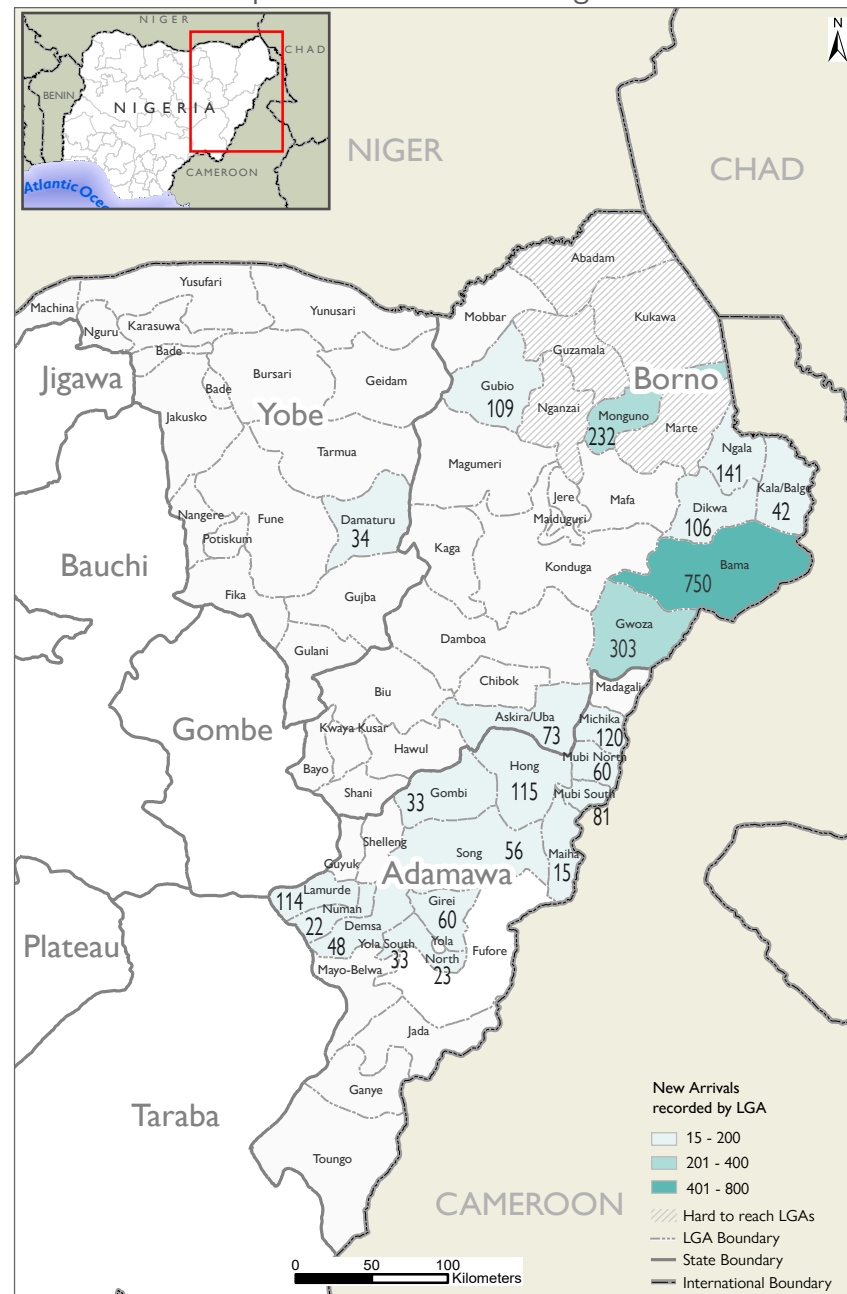 N I G E R
C H A D
BENIN
N I G E R I A
CAMEROON
Atlantic Oce
N
NIGER
CHAD
Abadam
Yusufari
Machina
Yunusari
Mobbar
Kukawa
Nguru
Karasuwa
Bade
Guzamala
Jigawa
Bade
Bursari
Geidam
Gubio
109
Borno
Yobe
Nganzai
Monguno
232
Jakusko
Marte
Ngala
141
Tarmua
Magumeri
Kala/Balge
42
Jere
Mafa
Nangere
Fune
Damaturu
34
Maiduguri
Dikwa
106
Potiskum
Kaga
Bauchi
Konduga
Bama
750
Fika
Gujba
Gwoza
303
Gulani
Damboa
Chibok
Madagali
Biu
Gombe
Askira/Uba
73
Michika
120
Kwaya Kusar
Hawul
Mubi North
60
Bayo
Hong
115
Shani
33
Gombi
Mubi South
81
Shelleng
Song
56
Maiha
15
Guyuk
Adamawa
114
Lamurde
Numan
22
Girei
60
Demsa
48
Plateau
Yola South
33
Yola
North
23
Fufore
Mayo-Belwa
Jada
Ganye
Taraba
Toungo
CAMEROON
New Arrivals
recorded by LGA
15 - 200
201 - 400
401 - 800
Hard to reach LGAs
LGA Boundary
State Boundary
International Boundary
0 50 100
Kilometers